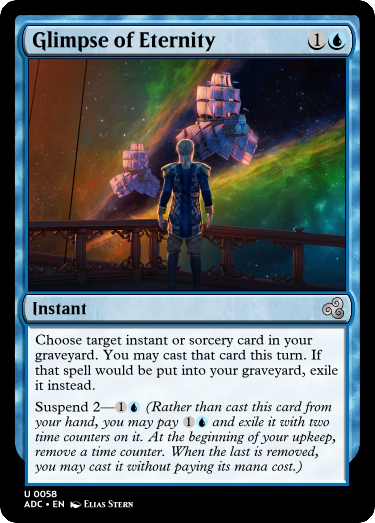 Glimpse of Eternity 1
Instant
Choose target instant or sorcery card in your
graveyard. You may cast that card this turn. If
that spell would be put into your graveyard, exile
it instead.
Suspend 2—1 (Rather than cast this card from
your hand, you may pay 1 and exile it with two
time counters on it. At the beginning of your upkeep,
remove a time counter. When the last is removed,
you may cast it without paying its mana cost.)
U 0058
ADC • EN Elias Stern